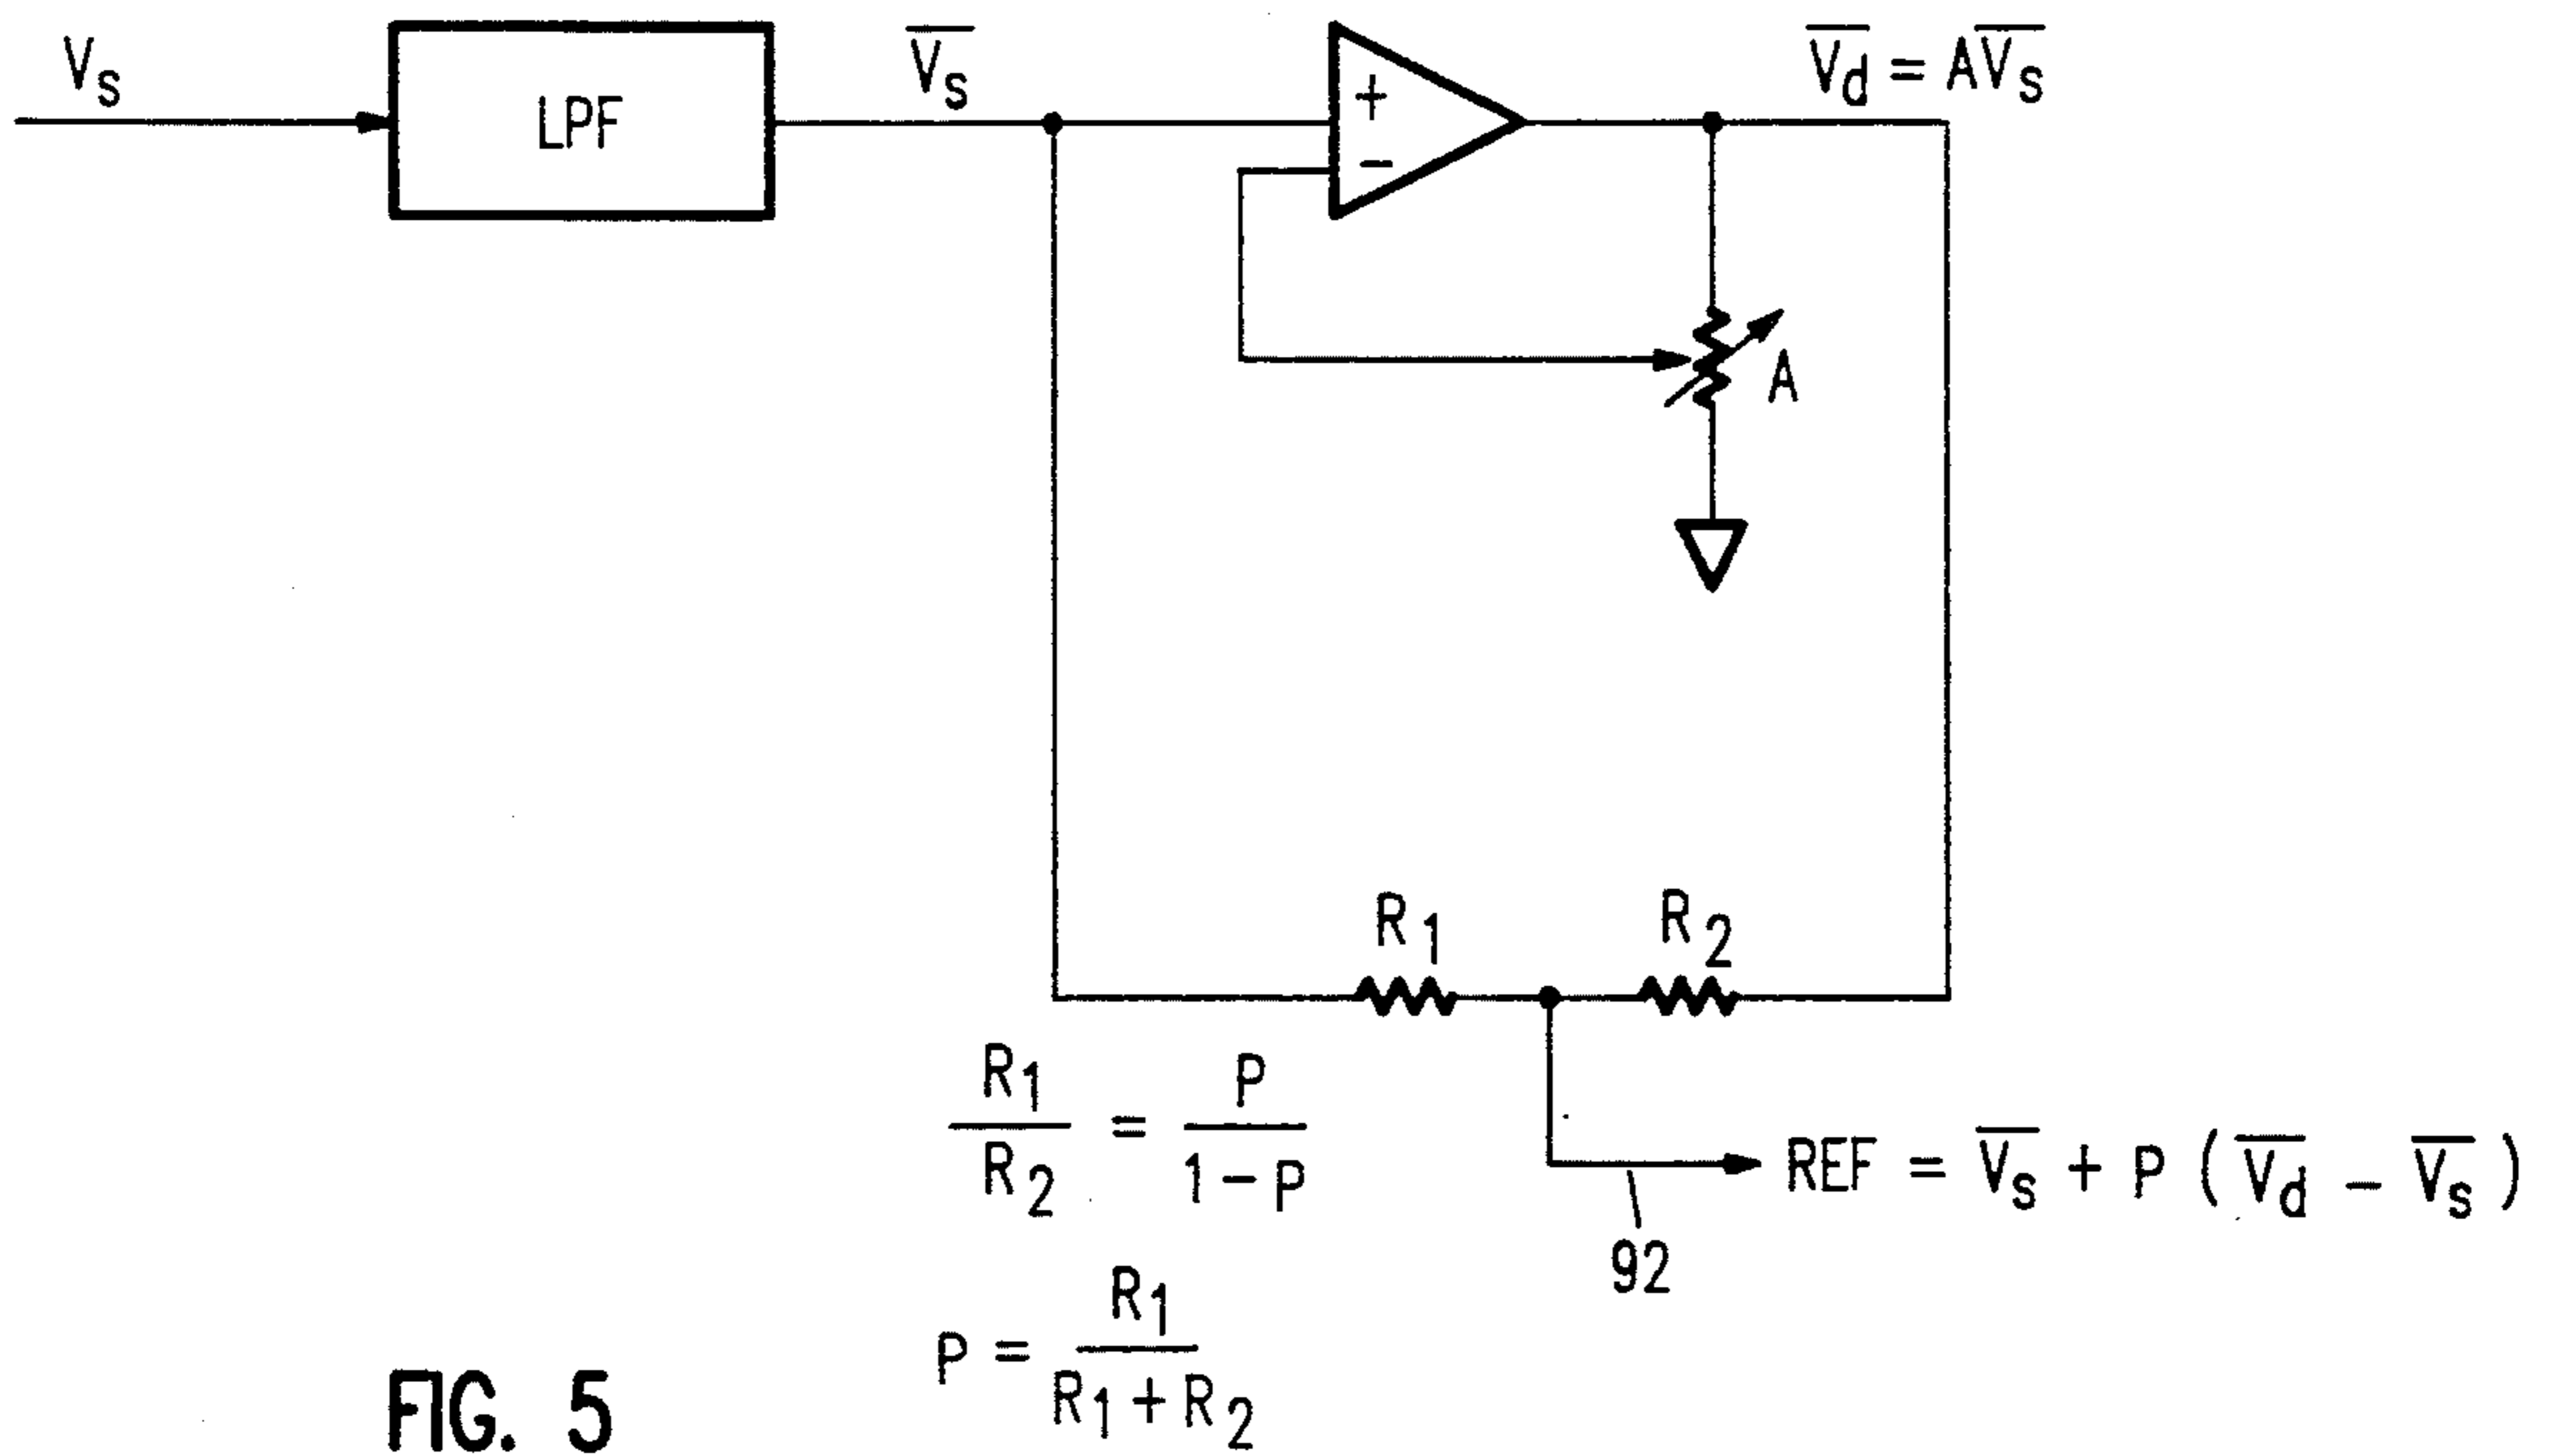 V_s
LPF
V̅_s
+
−
V̅_d = AV̅_s
A
R_1
R_2
R_1/R_2 = P/(1−P)
REF = V̅_s + P ( V̅_d − V̅_s )
92
P = R_1/(R_1+R_2)
FIG. 5